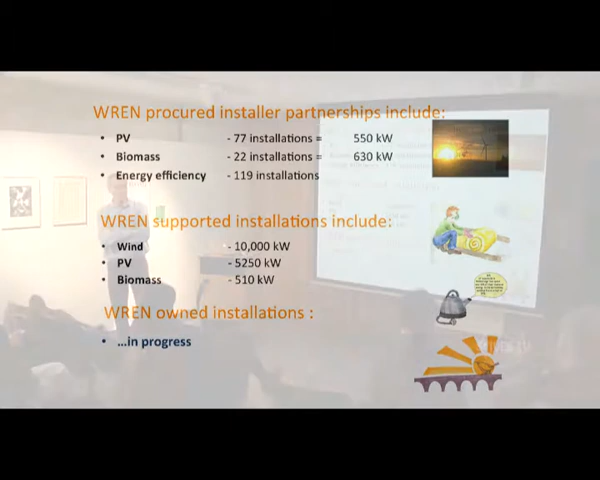 WREN procured installer partnerships include:
• PV - 77 installations = 550 kW
• Biomass - 22 installations = 630 kW
• Energy efficiency - 119 installations
WREN supported installations include:
• Wind - 10,000 kW
• PV - 5250 kW
• Biomass - 510 kW
WREN owned installations :
• ...in progress